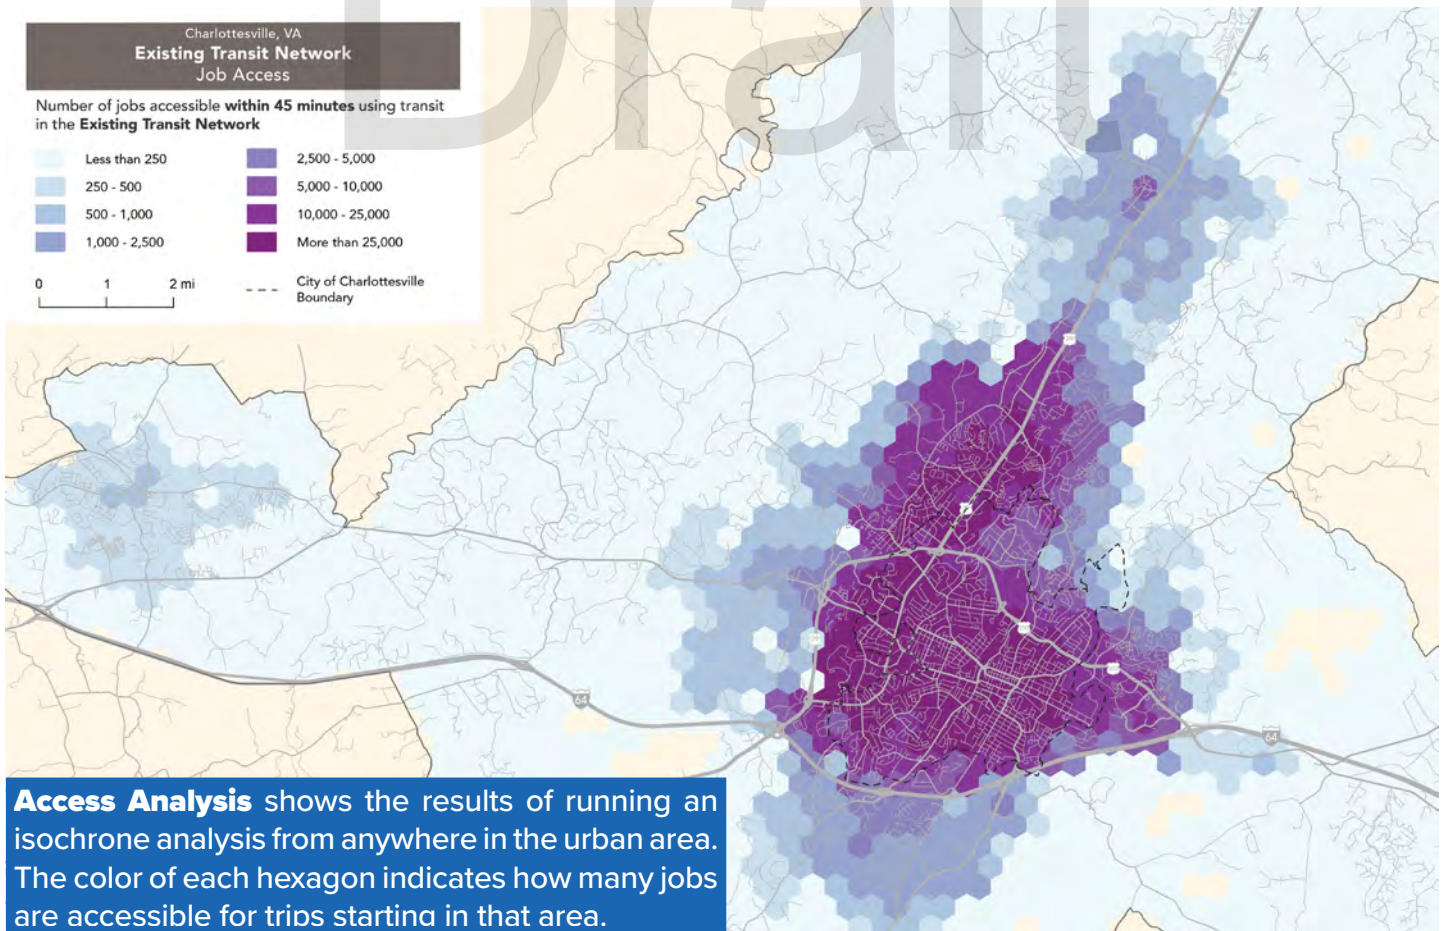 Draft
Charlottesville, VA
Existing Transit Network
Job Access
Number of jobs accessible within 45 minutes using transit
in the Existing Transit Network
Less than 250
250 - 500
500 - 1,000
1,000 - 2,500
2,500 - 5,000
5,000 - 10,000
10,000 - 25,000
More than 25,000
0 1 2 mi
City of Charlottesville
Boundary
64
64
Access Analysis shows the results of running an
isochrone analysis from anywhere in the urban area.
The color of each hexagon indicates how many jobs
are accessible for trips starting in that area.